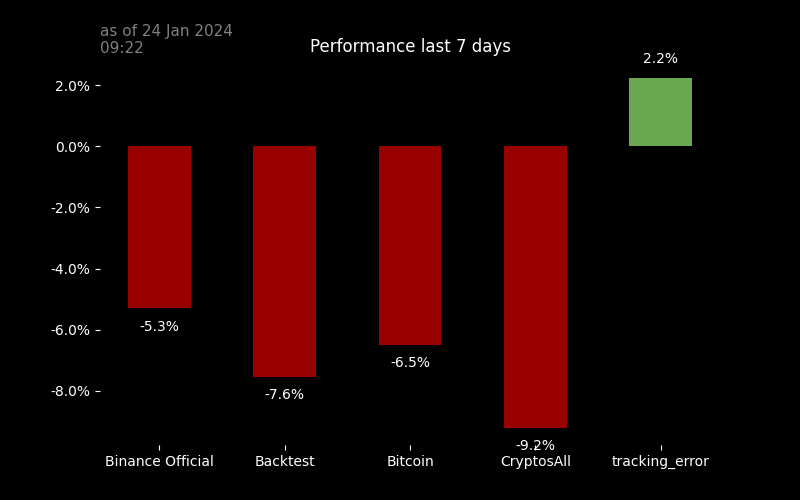 as of 24 Jan 2024
09:22
Performance last 7 days
2.2%
2.0%
0.0%
-2.0%
-4.0%
-6.0%
-8.0%
-5.3%
-7.6%
-6.5%
-9.2%
Binance Official
Backtest
Bitcoin
CryptosAll
tracking_error